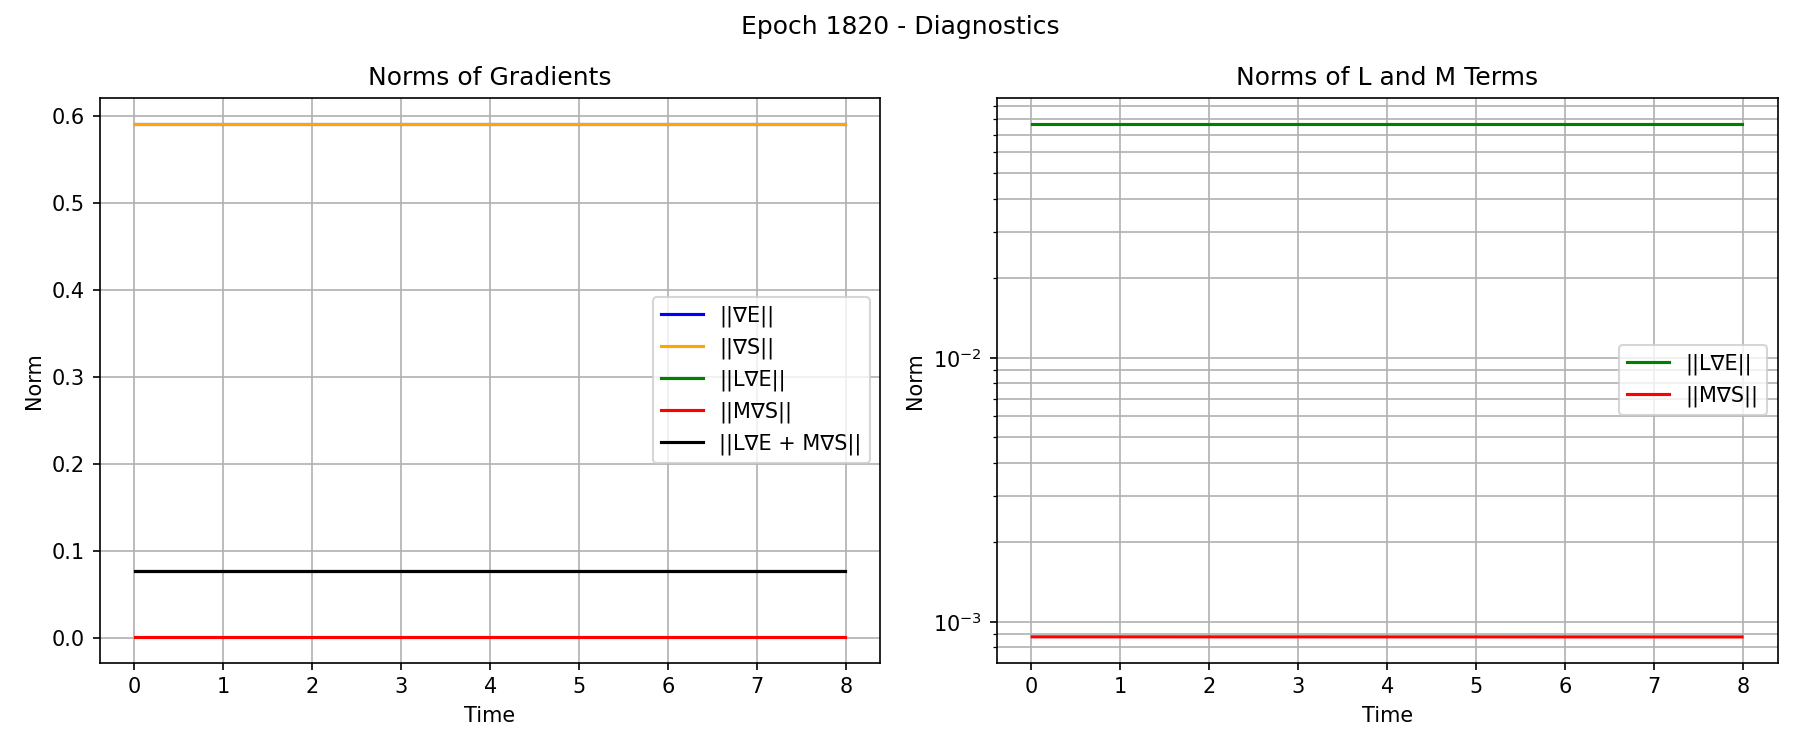 Epoch 1820 - Diagnostics
Norms of Gradients
0.6
0.5
0.4
0.3
0.2
0.1
0.0
Norm
||∇E||
||∇S||
||L∇E||
||M∇S||
||L∇E + M∇S||
0 1 2 3 4 5 6 7 8
Time
Norms of L and M Terms
10⁻²
10⁻³
Norm
||L∇E||
||M∇S||
0 1 2 3 4 5 6 7 8
Time